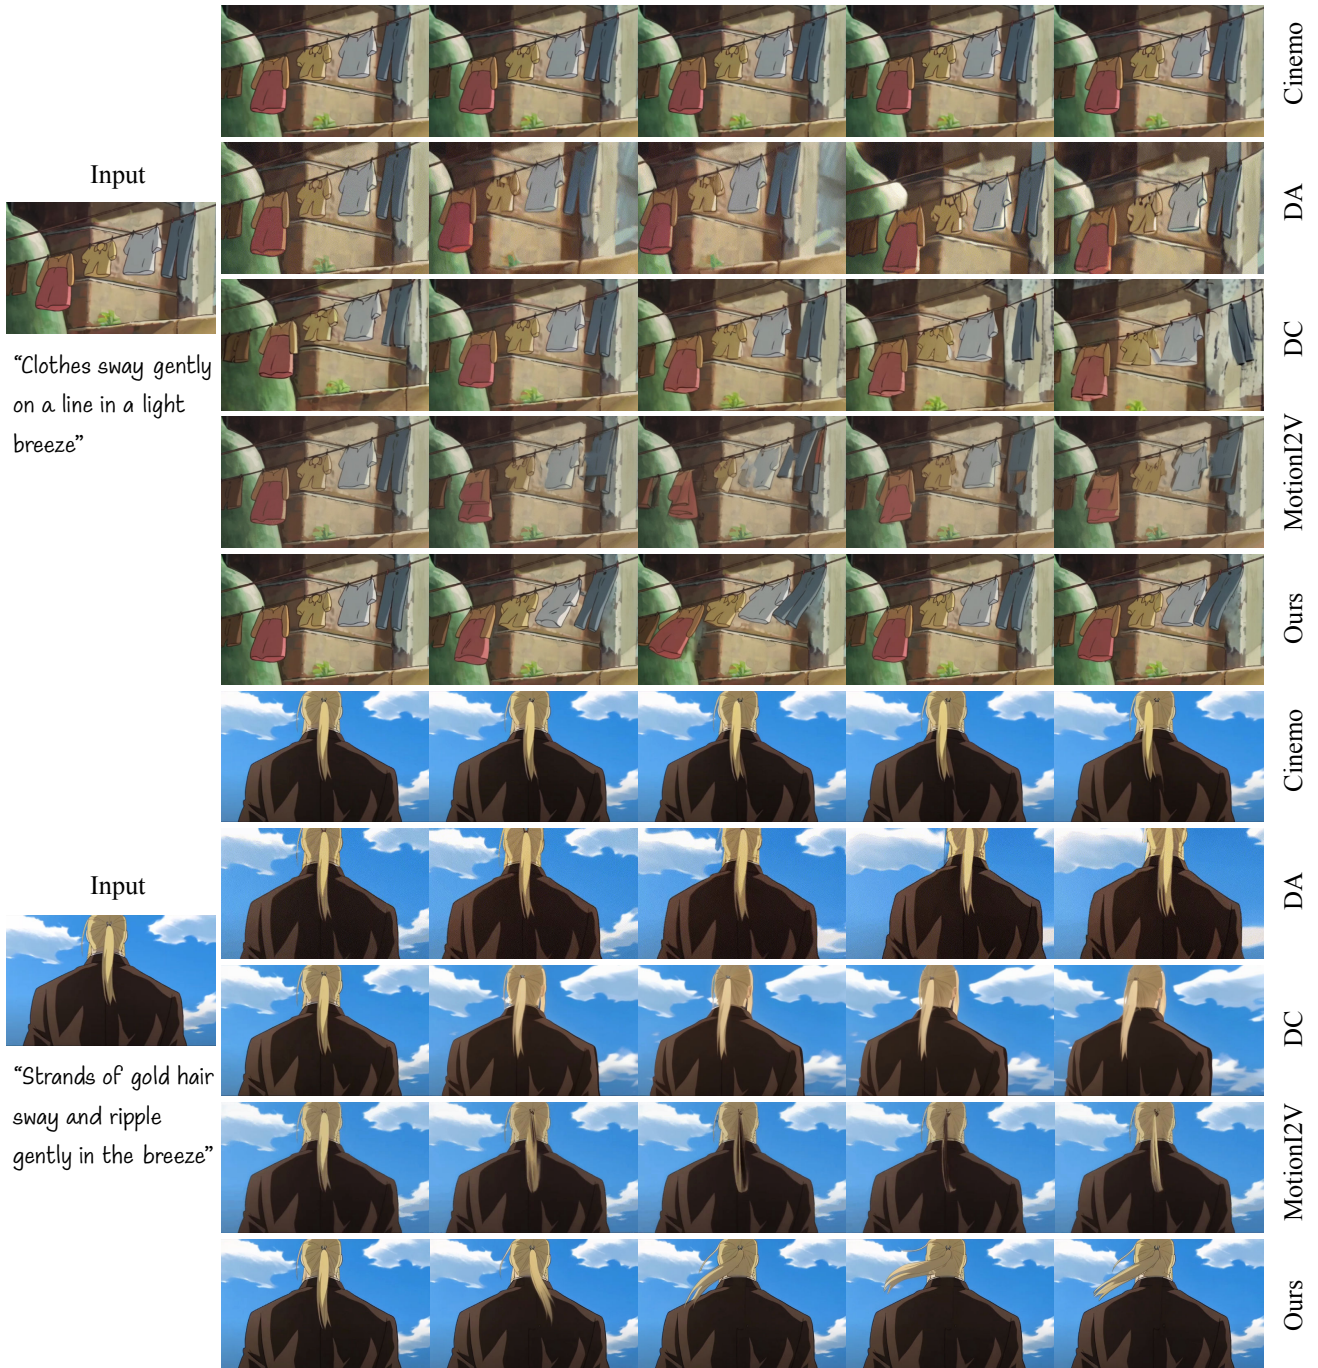 Input
“Clothes sway gently
on a line in a light
breeze”
Cinemo
DA
DC
MotionI2V
Ours
Input
“Strands of gold hair
sway and ripple
gently in the breeze”
Cinemo
DA
DC
MotionI2V
Ours